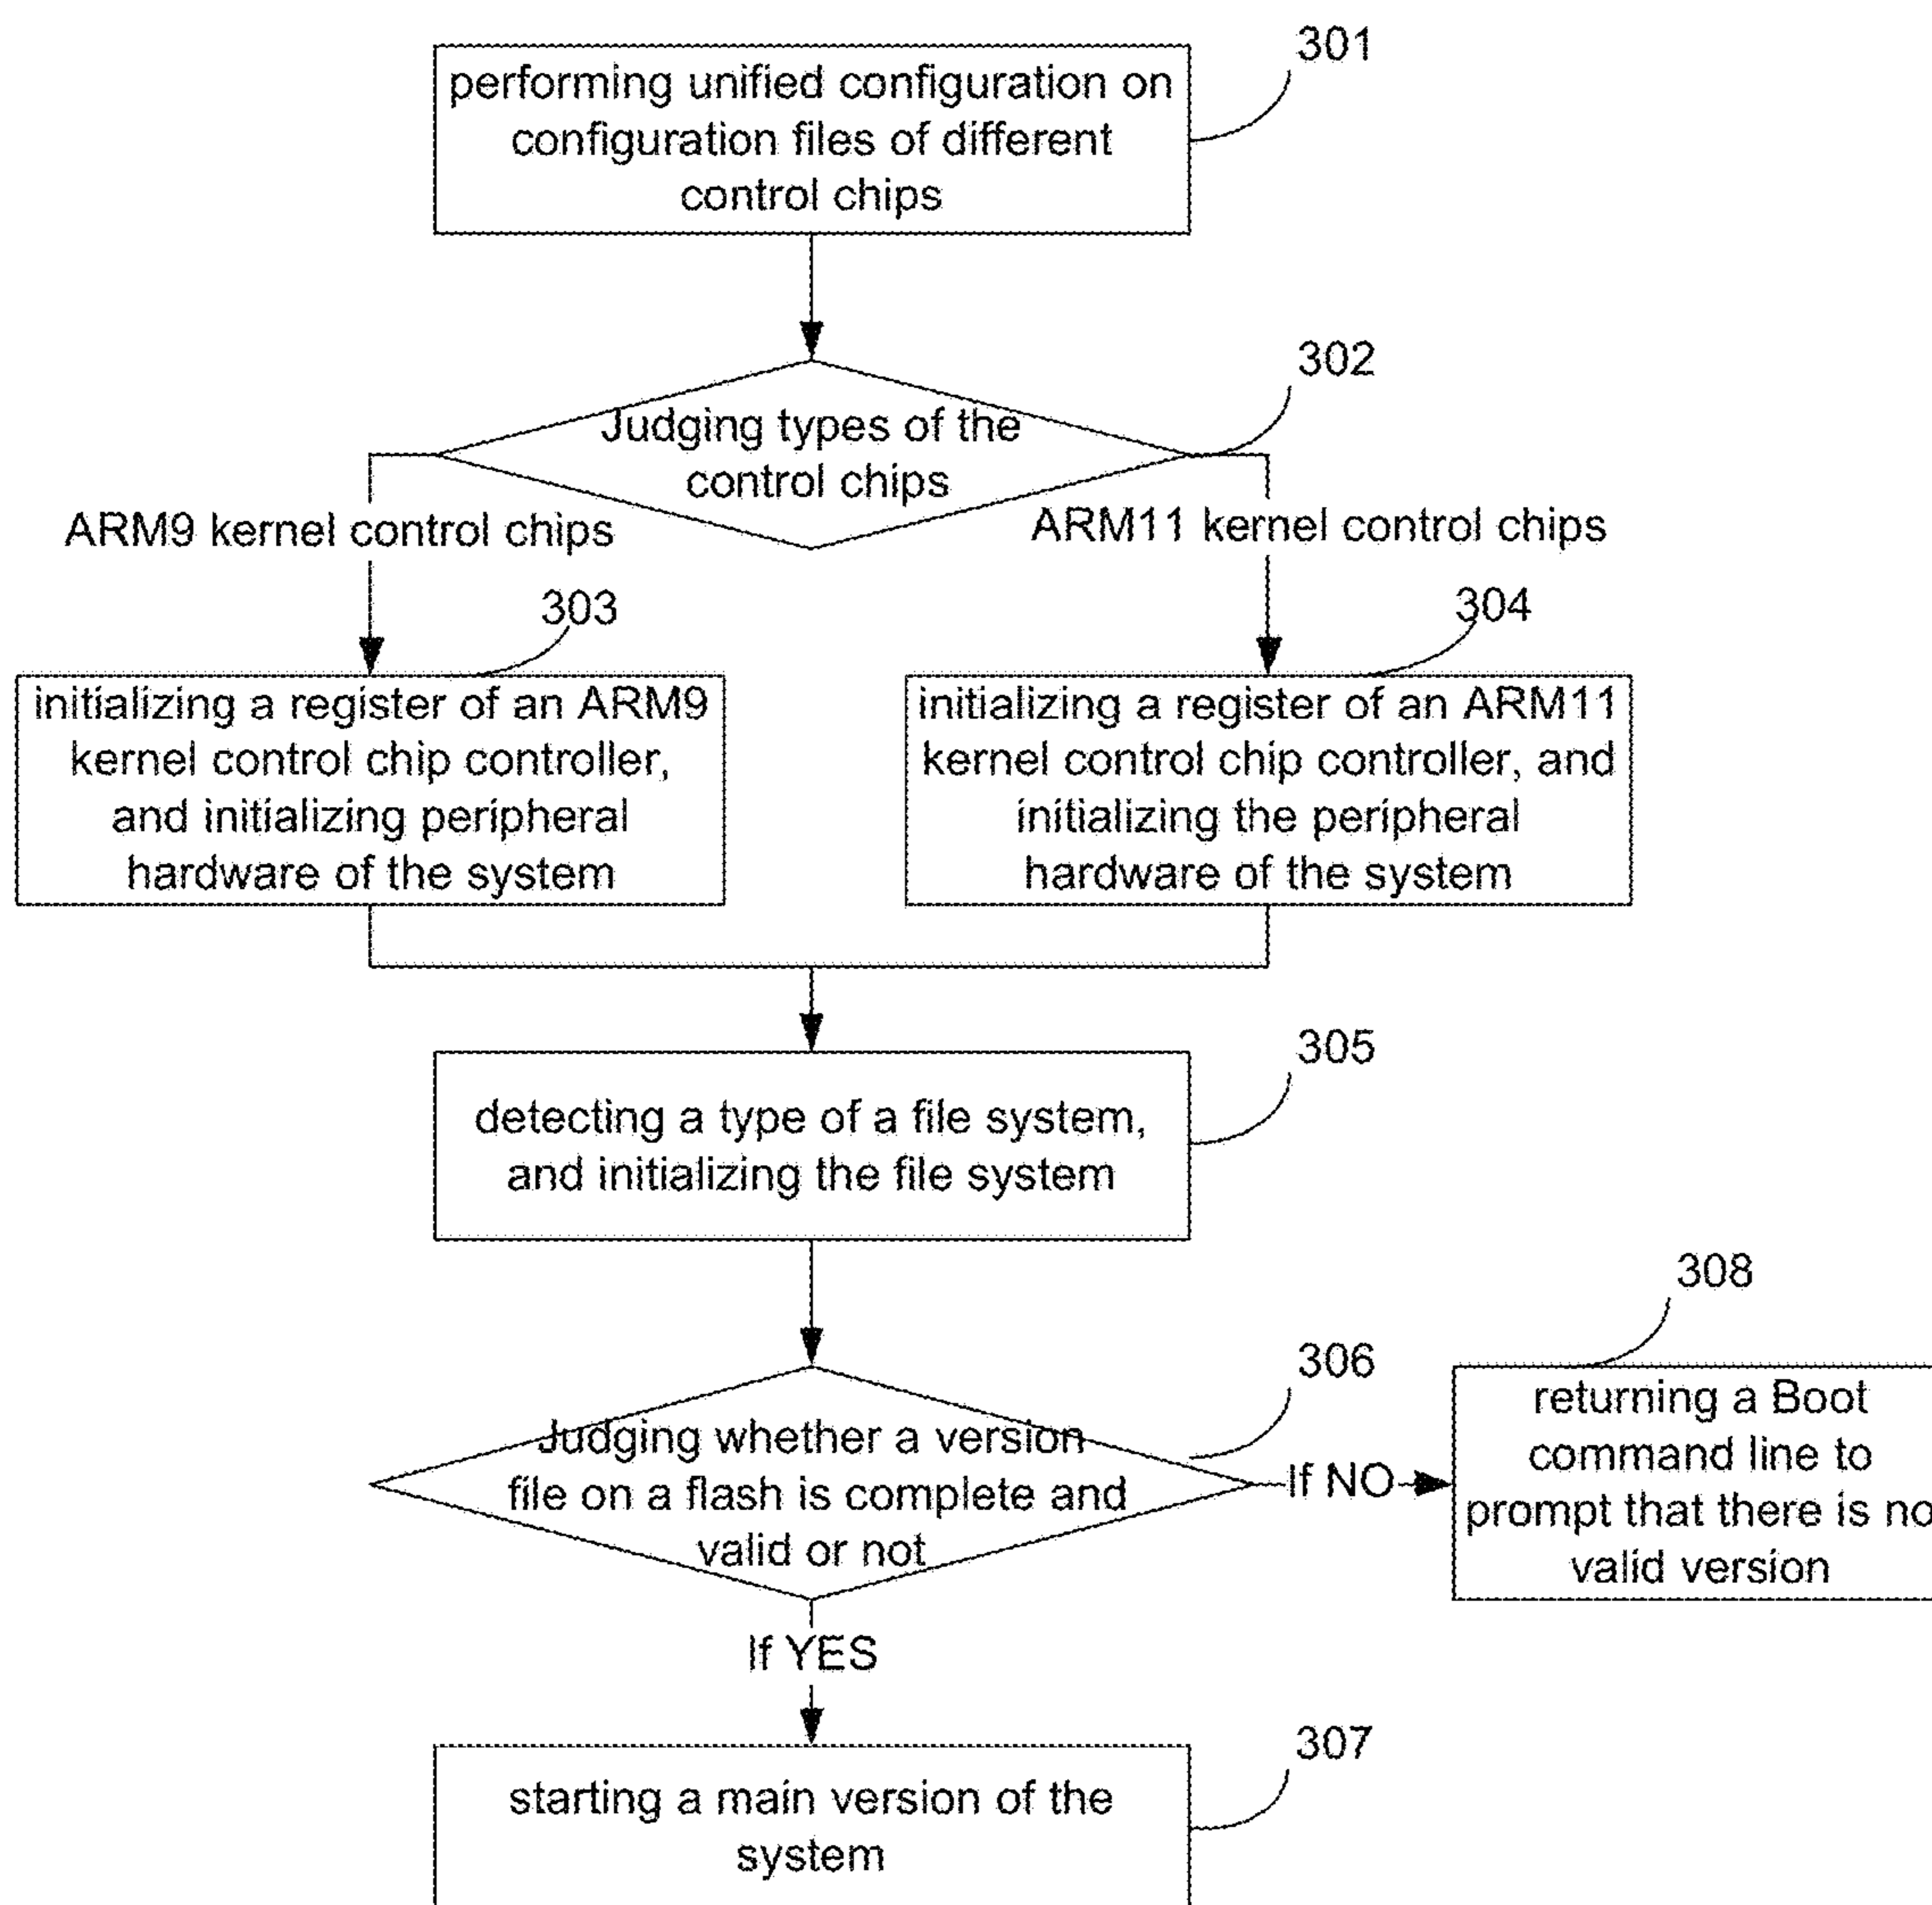 301
performing unified configuration on
configuration files of different
control chips
302
Judging types of the
control chips
ARM9 kernel control chips
ARM11 kernel control chips
303
304
initializing a register of an ARM9
kernel control chip controller,
and initializing peripheral
hardware of the system
initializing a register of an ARM11
kernel control chip controller, and
initializing the peripheral
hardware of the system
305
detecting a type of a file system,
and initializing the file system
306
Judging whether a version
file on a flash is complete and
valid or not
If NO
308
returning a Boot
command line to
prompt that there is no
valid version
If YES
307
starting a main version of the
system